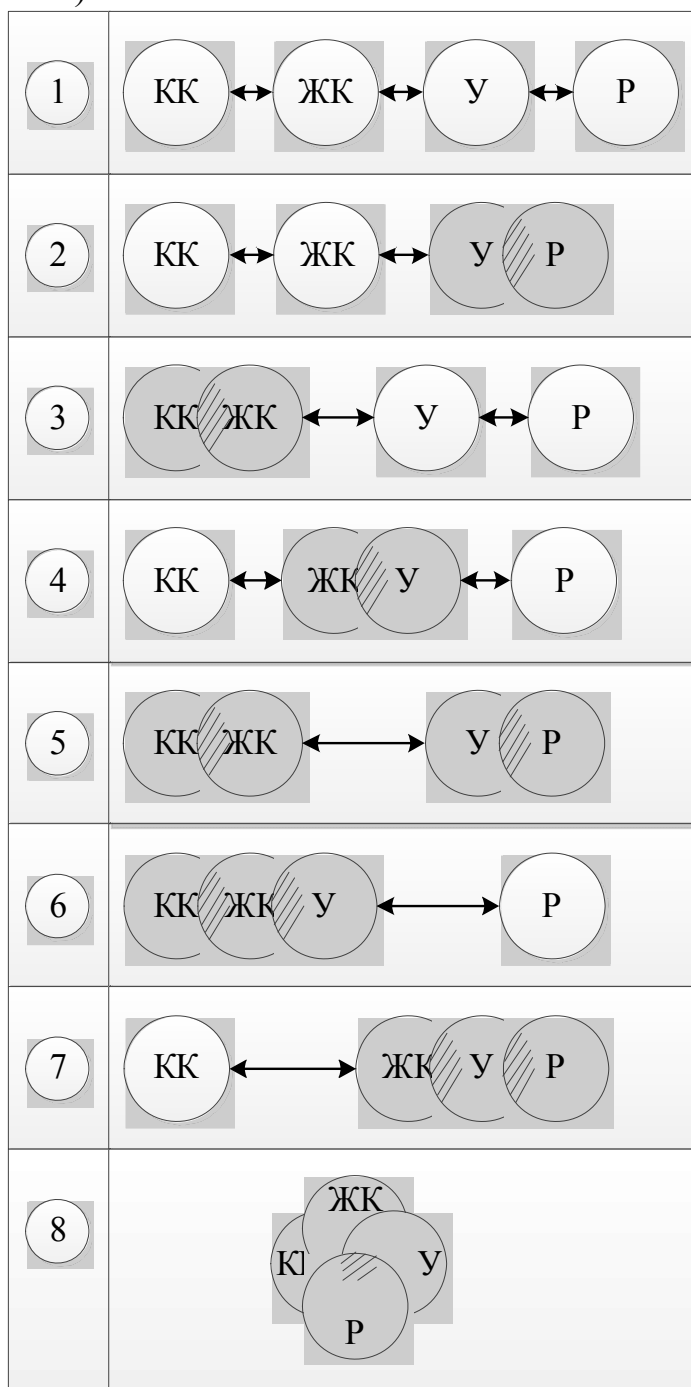 )
1 КК ЖК У Р
2 КК ЖК У Р
3 КК ЖК У Р
4 КК ЖК У Р
5 КК ЖК У Р
6 КК ЖК У Р
7 КК ЖК У Р
8
ЖК
КК У
Р